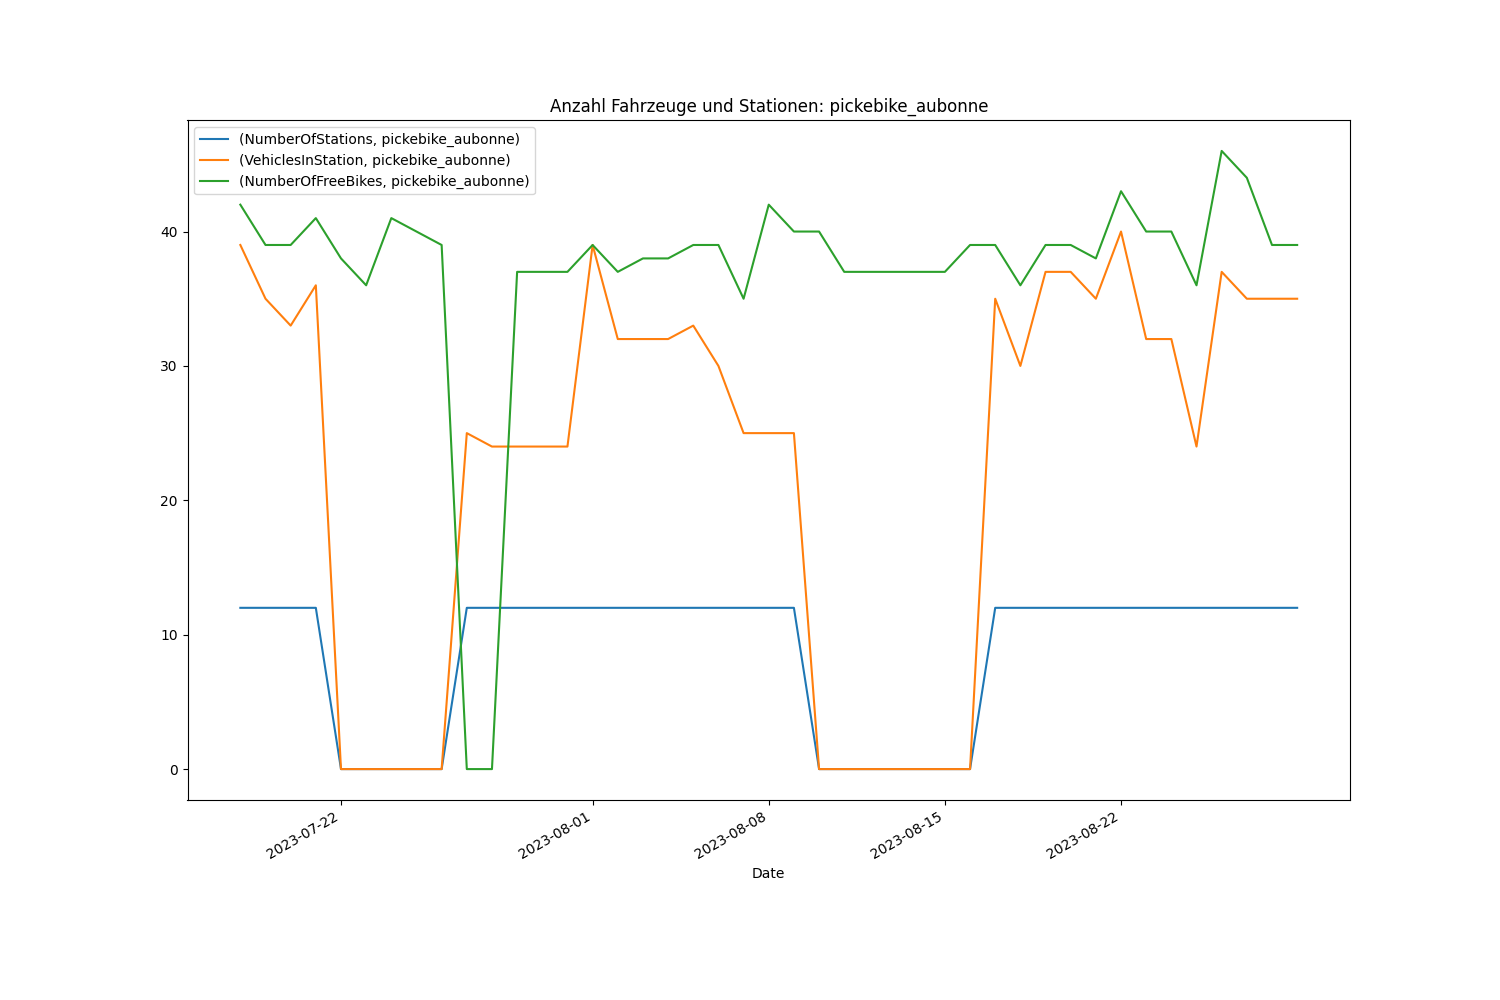 Anzahl Fahrzeuge und Stationen: pickebike_aubonne
(NumberOfStations, pickebike_aubonne)
(VehiclesInStation, pickebike_aubonne)
(NumberOfFreeBikes, pickebike_aubonne)
40
30
20
10
0
2023-07-22
2023-08-01
2023-08-08
2023-08-15
2023-08-22
Date